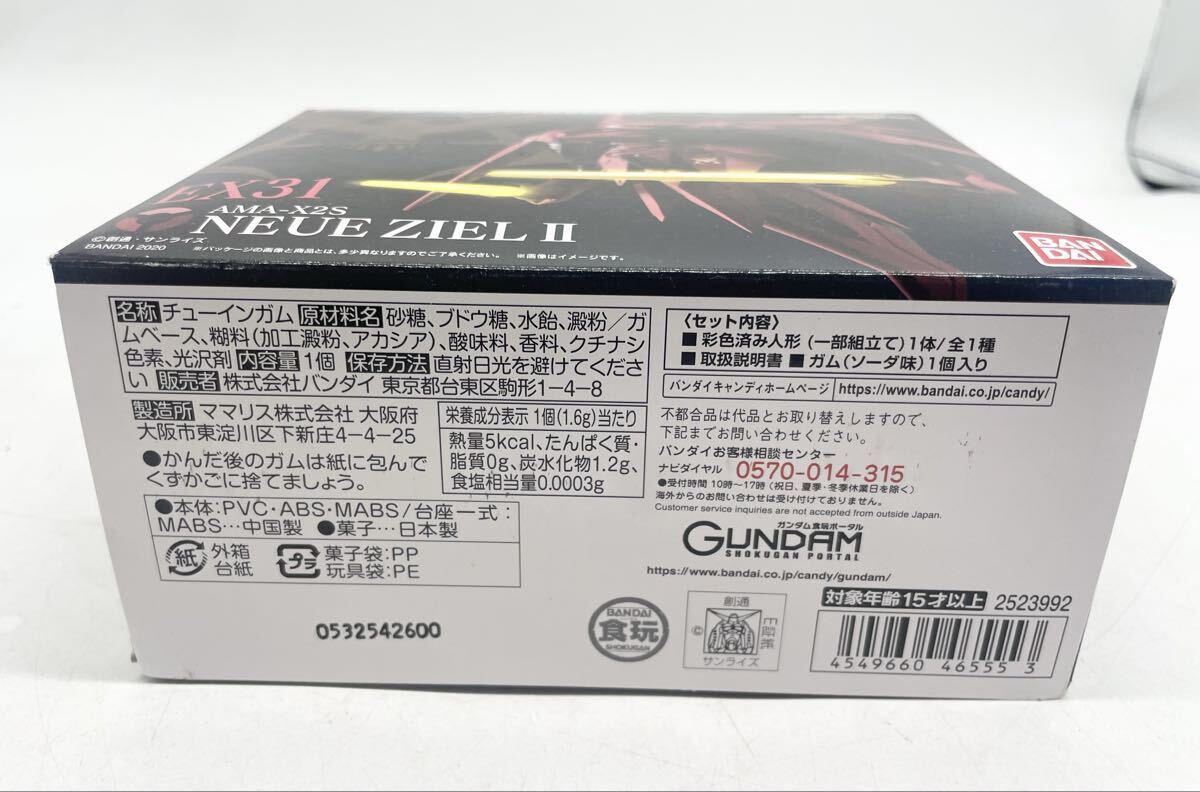 EX31
AMA-X2S
NEUE ZIEL II
©創通・サンライズ
BANDAI 2020
※パッケージの画像と商品とは、多少異なりますのでご了承ください。 ※画像はイメージです。
BAN
DAI
名称 チューインガム 原材料名 砂糖、ブドウ糖、水飴、澱粉／ガ
ムベース、糊料(加工澱粉、アカシア)、酸味料、香料、クチナシ
色素、光沢剤 内容量 1個 保存方法 直射日光を避けてくださ
い 販売者 株式会社バンダイ 東京都台東区駒形1-4-8
製造所 ママリス株式会社 大阪府
大阪市東淀川区下新庄4-4-25
●かんだ後のガムは紙に包んで
くずかごに捨てましょう。
栄養成分表示 1個(1.6g)当たり
熱量5kcal、たんぱく質・
脂質0g、炭水化物1.2g、
食塩相当量0.0003g
●本体:PVC・ABS・MABS/台座一式:
MABS…中国製 ●菓子…日本製
紙 外箱
台紙
プラ 菓子袋:PP
玩具袋:PE
0532542600
〈セット内容〉
■彩色済み人形 (一部組立て) 1体/全1種
■取扱説明書 ■ガム(ソーダ味)1個入り
バンダイキャンディホームページ https://www.bandai.co.jp/candy/
不都合品は代品とお取り替えしますので、
下記までお問い合わせください。
バンダイお客様相談センター
ナビダイヤル 0570-014-315
●受付時間 10時〜17時 (祝日、夏季・冬季休業日を除く)
海外からのお問い合わせは受け付けておりません。
Customer service inquiries are not accepted from outside Japan.
ガンダム食玩ポータル
GUNDAM
SHOKUGAN PORTAL
https://www.bandai.co.jp/candy/gundam/
BANDAI
食玩
SHOKUGAN
創通
©
サンライズ
対象年齢15才以上 2523992
4549660 46555 3